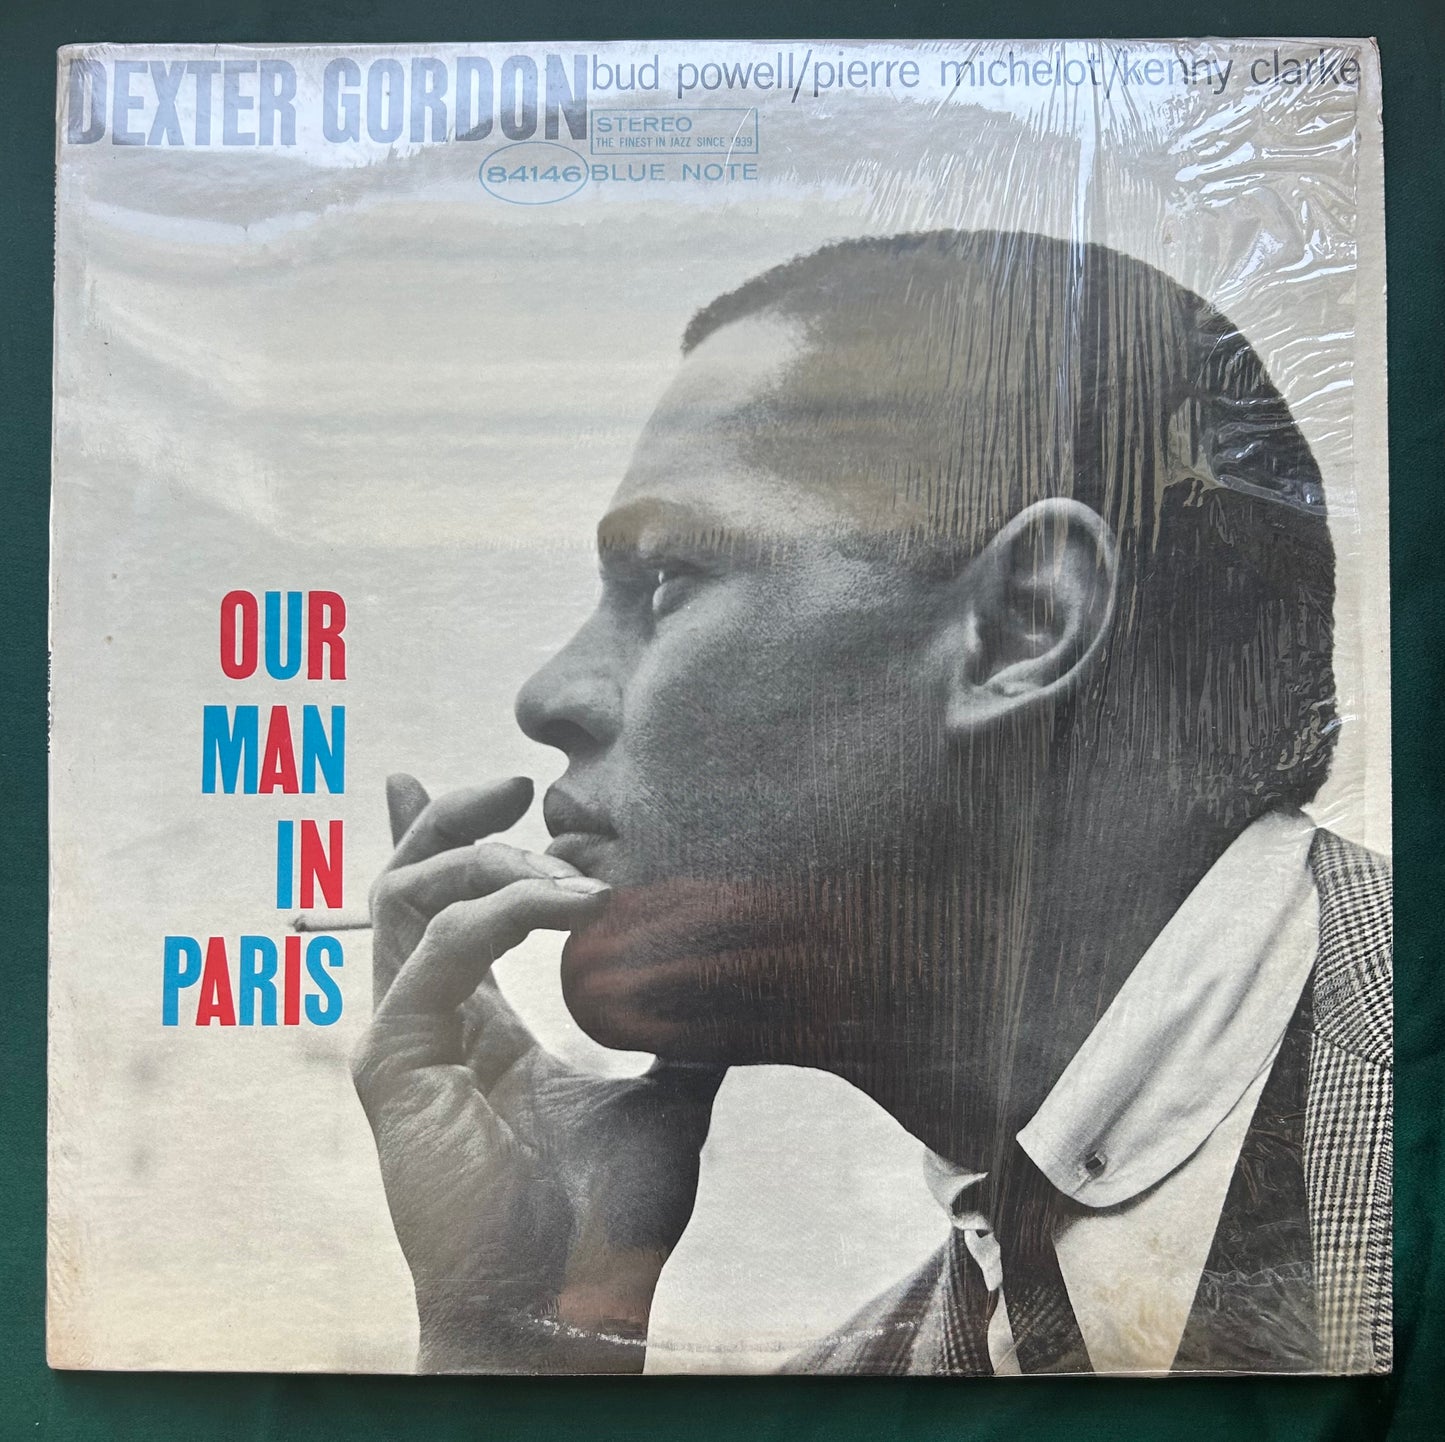 DEXTER GORDON bud powell/pierre michelot/kenny clarke
STEREO
THE FINEST IN JAZZ SINCE 1939
84146 BLUE NOTE
OUR
MAN
IN
PARIS